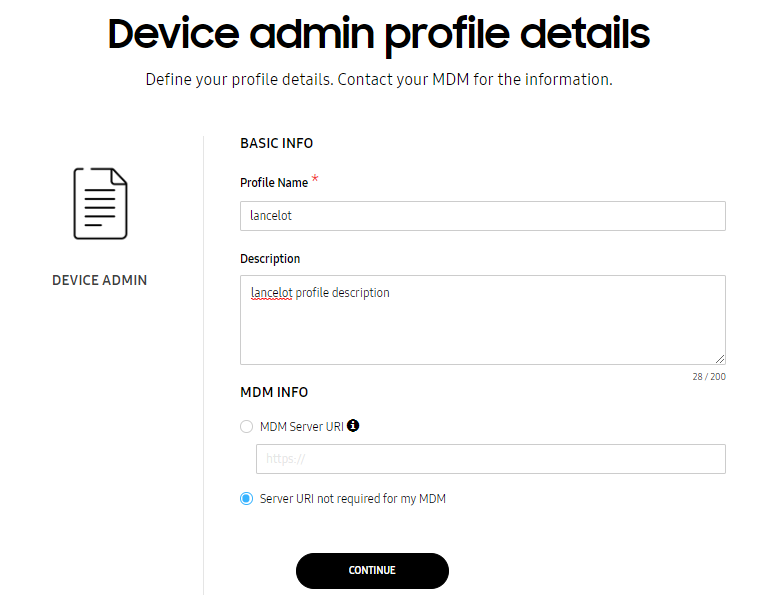 Device admin profile details
Define your profile details. Contact your MDM for the information.
DEVICE ADMIN
BASIC INFO
Profile Name *
lancelot
Description
lancelot profile description
28 / 200
MDM INFO
MDM Server URI i
https://
Server URI not required for my MDM
CONTINUE